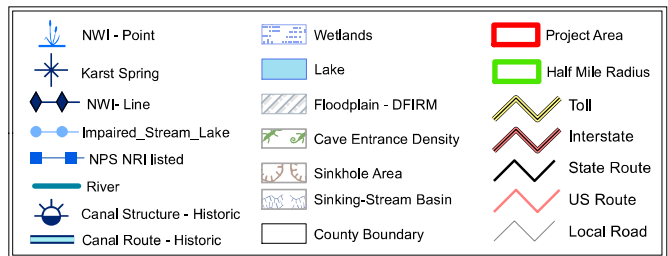 NWI - Point
Karst Spring
NWI- Line
Impaired_Stream_Lake
NPS NRI listed
River
Canal Structure - Historic
Canal Route - Historic
Wetlands
Lake
Floodplain - DFIRM
Cave Entrance Density
Sinkhole Area
Sinking-Stream Basin
County Boundary
Project Area
Half Mile Radius
Toll
Interstate
State Route
US Route
Local Road